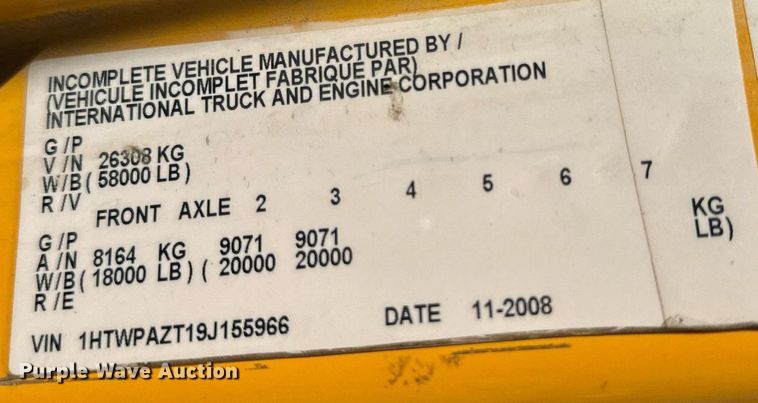 INCOMPLETE VEHICLE MANUFACTURED BY /
(VEHICULE INCOMPLET FABRIQUE PAR)
INTERNATIONAL TRUCK AND ENGINE CORPORATION
G / P
V / N 26308 KG
W/B ( 58000 LB )
R / V
FRONT AXLE 2 3 4 5 6 7
G / P
A / N 8164 KG 9071 9071 KG
W/B ( 18000 LB ) ( 20000 20000 LB)
R / E
VIN 1HTWPAZT19J155966 DATE 11-2008
Purple Wave Auction